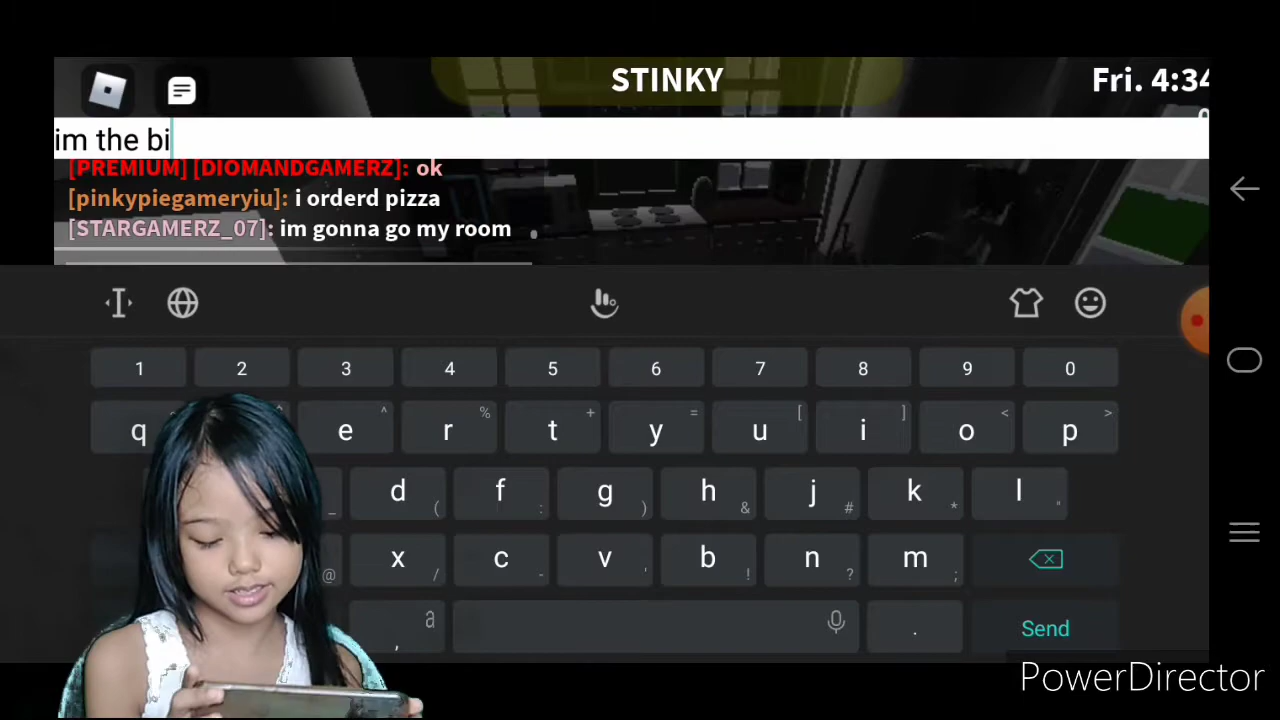 STINKY
Fri. 4:34
im the bi
[PREMIUM] [DIOMANDGAMERZ]: ok
[pinkypiegameryiu]: i orderd pizza
[STARGAMERZ_07]: im gonna go my room
1 2 3 4 5 6 7 8 9 0
^ % + = [ ] < >
q e r t y u i o p
d f g h j k l
_ ( : ) & # * "
x c v b n m
@ / - ' ! ? ;
a
, . Send
PowerDirector